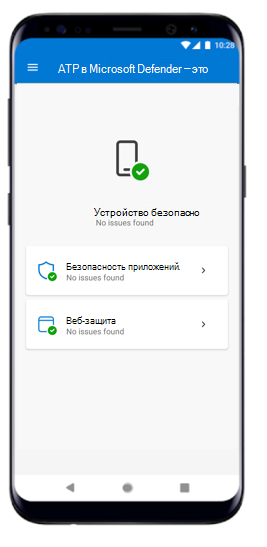 10:28
ATP в Microsoft Defender – это
Устройство безопасно
No issues found
Безопасность приложений.
No issues found
Веб-защита
No issues found